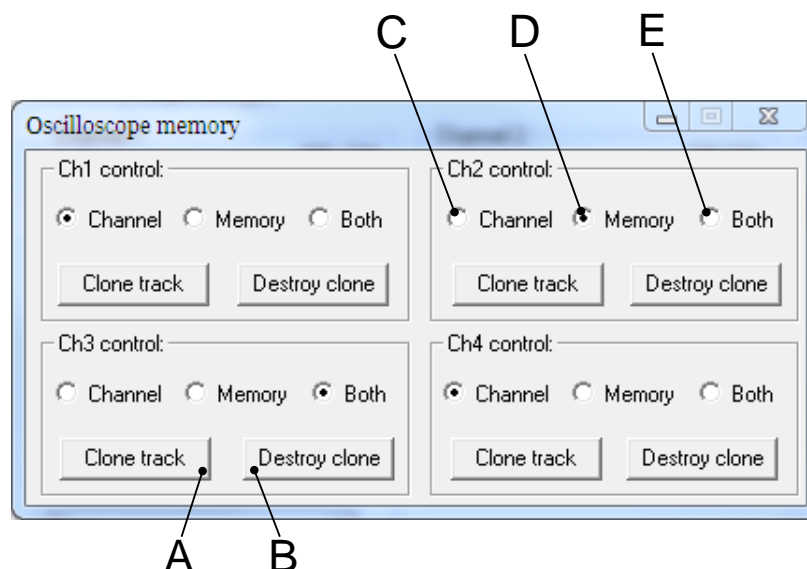 C D E
Oscilloscope memory
Ch1 control:
Channel Memory Both
Clone track Destroy clone
Ch2 control:
Channel Memory Both
Clone track Destroy clone
Ch3 control:
Channel Memory Both
Clone track Destroy clone
Ch4 control:
Channel Memory Both
Clone track Destroy clone
A B